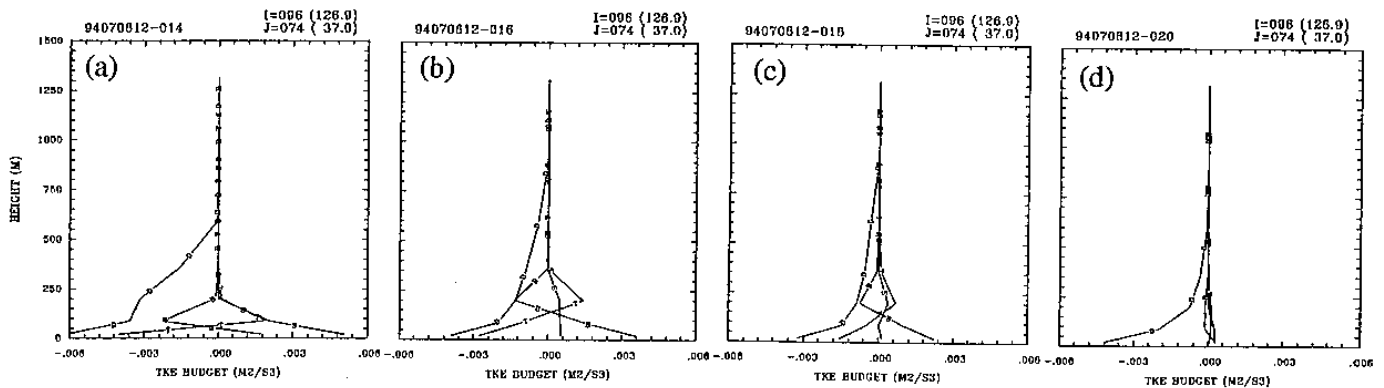 94070612-014
I=096 (126.9)
J=074 ( 37.0)
94070612-016
I=096 (126.9)
J=074 ( 37.0)
94070612-018
I=096 (126.9)
J=074 ( 37.0)
94070612-020
I=096 (126.9)
J=074 ( 37.0)
(a)
(b)
(c)
(d)
HEIGHT (M)
1500
1250
1000
750
500
250
0
-.006 -.003 .000 .003 .006
-.003 .000 .003 .006
-.003 .000 .003 .006
-.003 .000 .003 .006
TKE BUDGET (M2/S3)
TKE BUDGET (M2/S3)
TKE BUDGET (M2/S3)
TKE BUDGET (M2/S3)